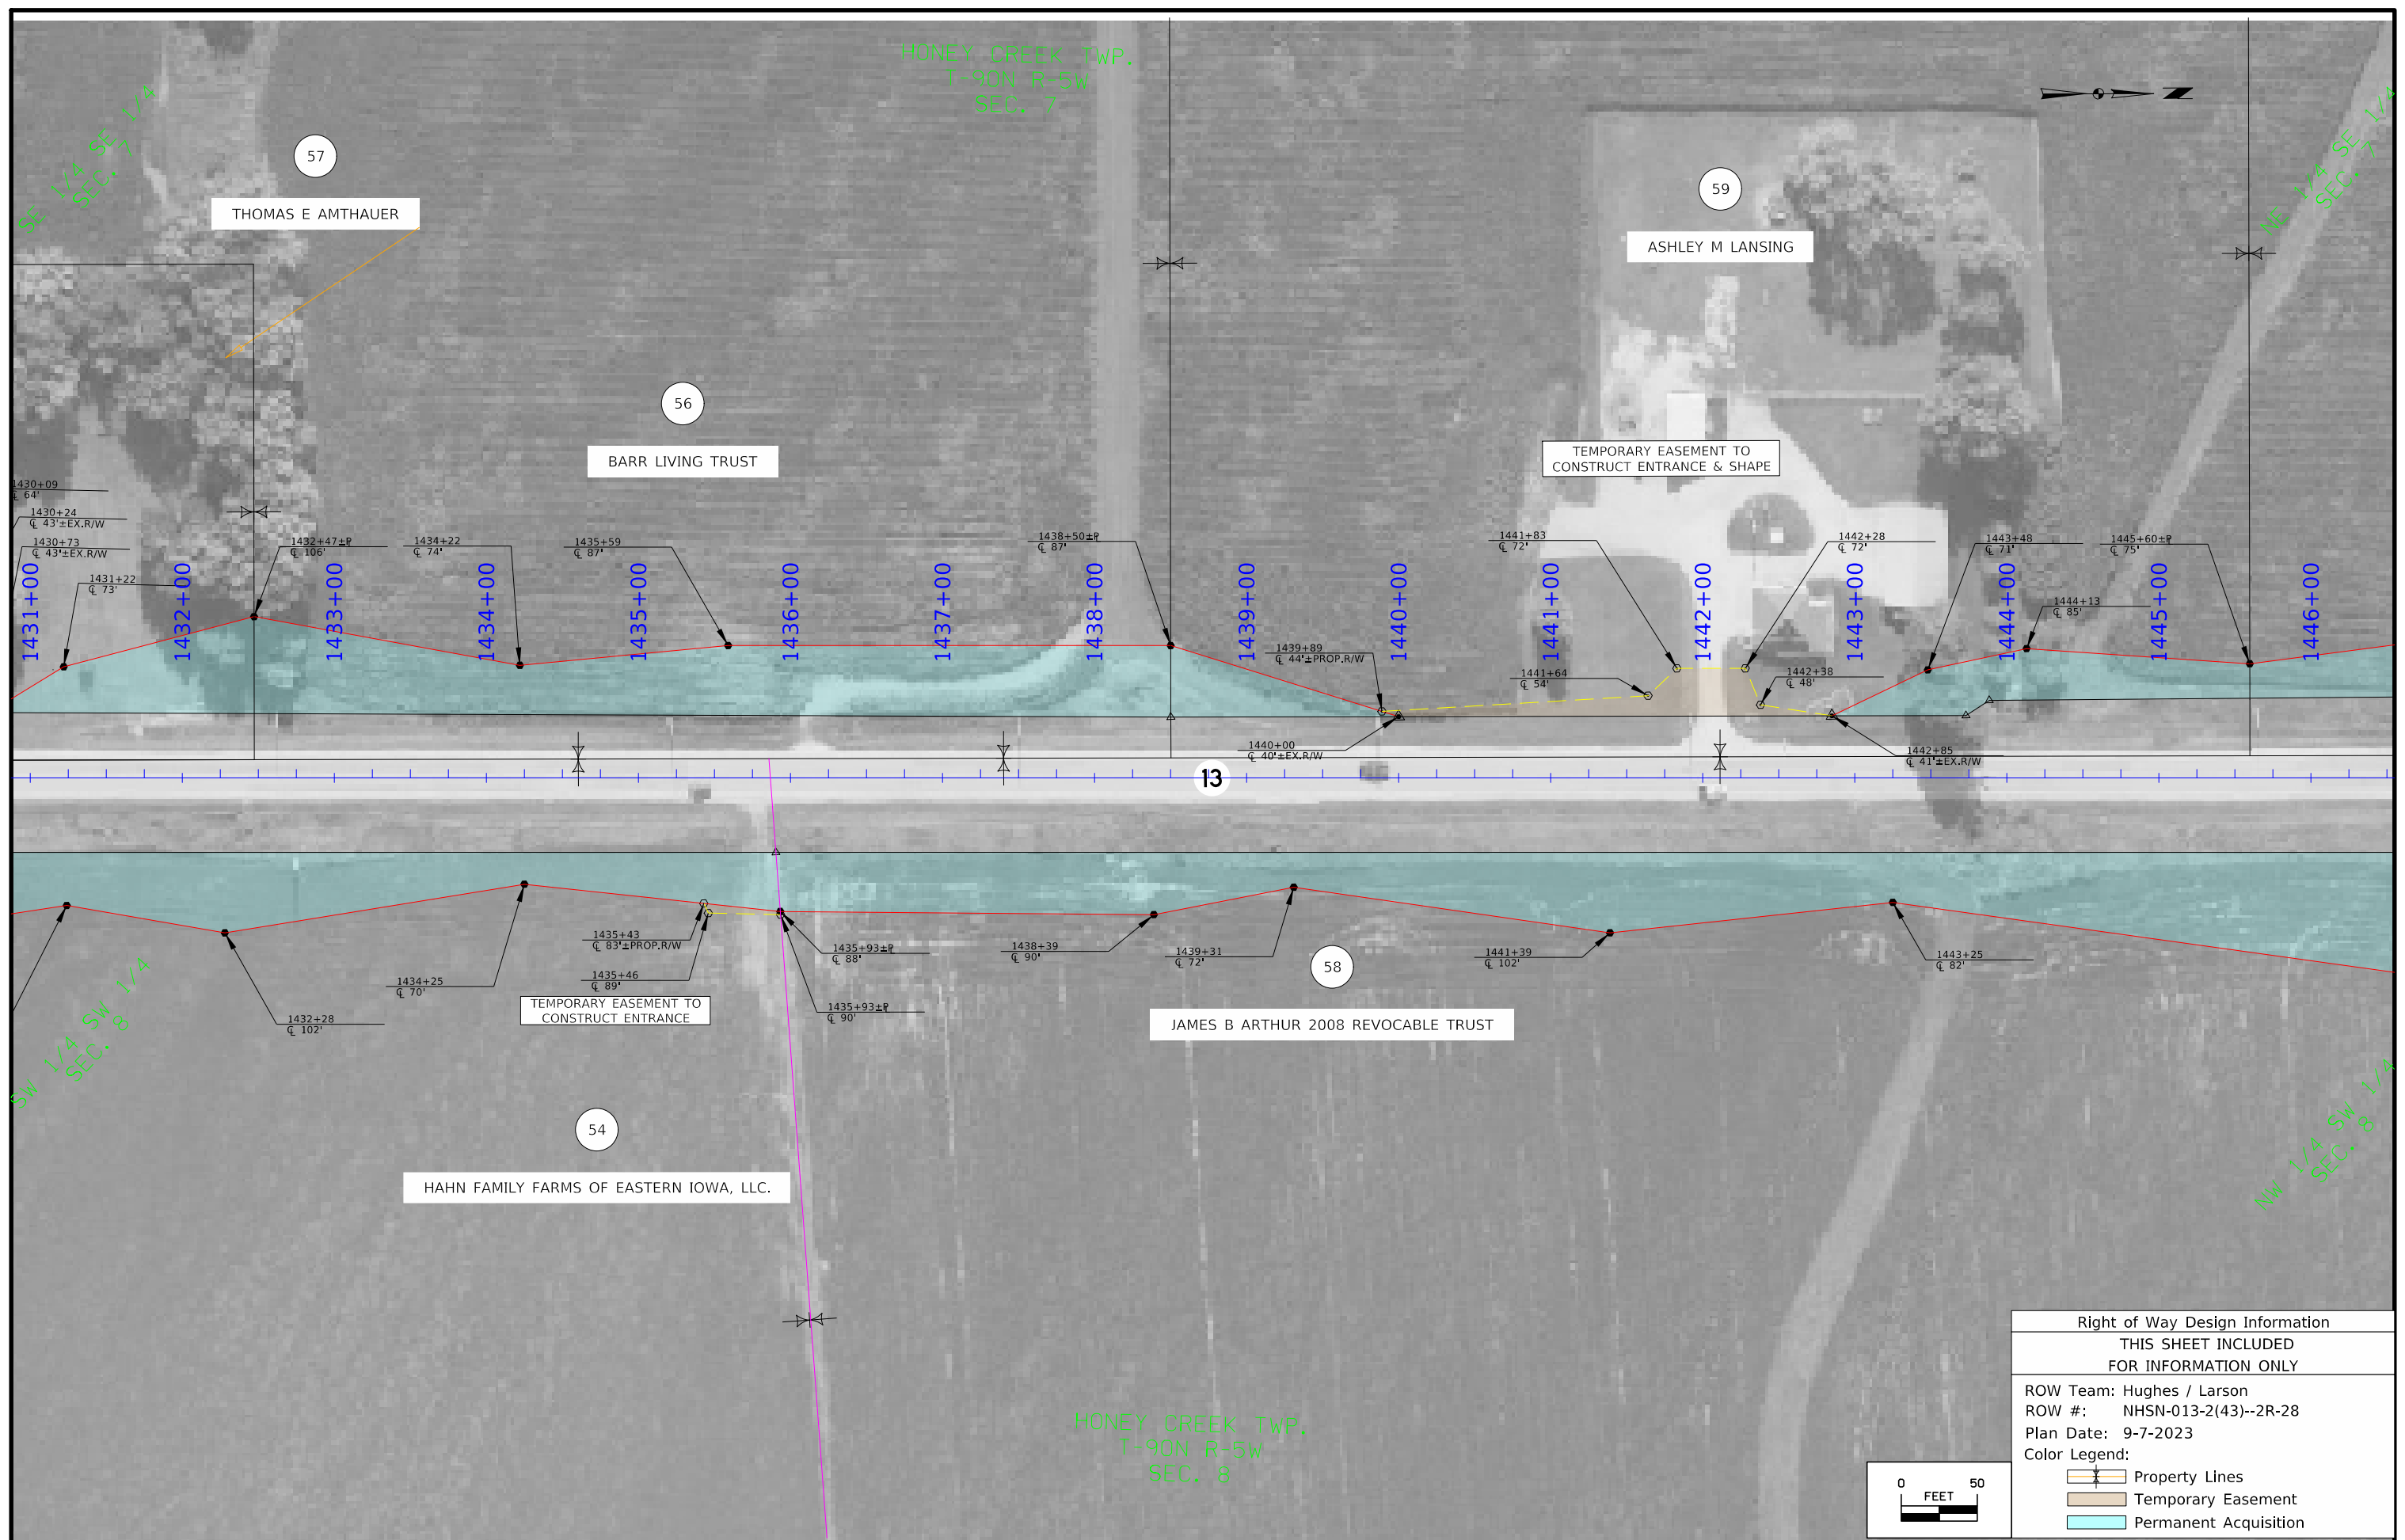 HONEY CREEK TWP.
T-90N R-5W
SEC. 7
SE 1/4 SE 1/4
SEC. 7
NE 1/4 SE 1/4
SEC. 7
57
THOMAS E AMTHAUER
59
ASHLEY M LANSING
56
BARR LIVING TRUST
TEMPORARY EASEMENT TO
CONSTRUCT ENTRANCE & SHAPE
1430+09
℄ 64'
1430+24
℄ 43'±EX.R/W
1430+73
℄ 43'±EX.R/W
1431+22
℄ 73'
1432+47±P
℄ 106'
1434+22
℄ 74'
1435+59
℄ 87'
1438+50±P
℄ 87'
1441+83
℄ 72'
1442+28
℄ 72'
1443+48
℄ 71'
1445+60±P
℄ 75'
1444+13
℄ 85'
1431+00
1432+00
1433+00
1434+00
1435+00
1436+00
1437+00
1438+00
1439+00
1440+00
1441+00
1442+00
1443+00
1444+00
1445+00
1446+00
1439+89
℄ 44'±PROP.R/W
1441+64
℄ 54'
1442+38
℄ 48'
1440+00
℄ 40'±EX.R/W
1442+85
℄ 41'±EX.R/W
13
1435+43
℄ 83'±PROP.R/W
1435+93±P
℄ 88'
1438+39
℄ 90'
1439+31
℄ 72'
1441+39
℄ 102'
1443+25
℄ 82'
1434+25
℄ 70'
1435+46
℄ 89'
TEMPORARY EASEMENT TO
CONSTRUCT ENTRANCE
1435+93±P
℄ 90'
1432+28
℄ 102'
58
JAMES B ARTHUR 2008 REVOCABLE TRUST
SW 1/4 SW 1/4
SEC. 8
NW 1/4 SW 1/4
SEC. 8
54
HAHN FAMILY FARMS OF EASTERN IOWA, LLC.
HONEY CREEK TWP.
T-90N R-5W
SEC. 8
0 50
FEET
Right of Way Design Information
THIS SHEET INCLUDED
FOR INFORMATION ONLY
ROW Team: Hughes / Larson
ROW #: NHSN-013-2(43)--2R-28
Plan Date: 9-7-2023
Color Legend:
Property Lines
Temporary Easement
Permanent Acquisition